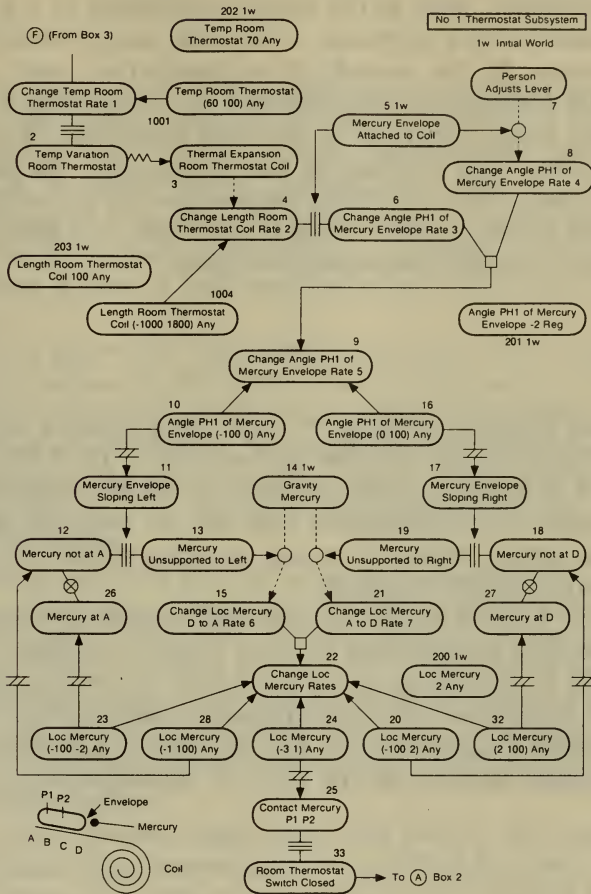 202 1w
No 1 Thermostat Subsystem
F (From Box 3)
Temp Room
Thermostat 70 Any
1w Initial World
Person
Adjusts Lever
7
Change Temp Room
Thermostat Rate 1
Temp Room Thermostat
(60 100) Any
1001
5 1w
Mercury Envelope
Attached to Coil
2
Temp Variation
Room Thermostat
Thermal Expansion
Room Thermostat Coil
3
8
Change Angle PH1 of
Mercury Envelope Rate 4
4
Change Length Room
Thermostat Coil Rate 2
6
Change Angle PH1 of
Mercury Envelope Rate 3
203 1w
Length Room Thermostat
Coil 100 Any
1004
Length Room Thermostat
Coil (-1000 1800) Any
Angle PH1 of Mercury
Envelope -2 Reg
201 1w
9
Change Angle PH1 of
Mercury Envelope Rate 5
10
Angle PH1 of Mercury
Envelope (-100 0) Any
16
Angle PH1 of Mercury
Envelope (0 100) Any
11
Mercury Envelope
Sloping Left
14 1w
Gravity
Mercury
17
Mercury Envelope
Sloping Right
12
Mercury not at A
13
Mercury
Unsupported to Left
19
Mercury
Unsupported to Right
18
Mercury not at D
26
Mercury at A
15
Change Loc Mercury
D to A Rate 6
21
Change Loc Mercury
A to D Rate 7
27
Mercury at D
22
Change Loc
Mercury Rates
200 1w
Loc Mercury
2 Any
23
Loc Mercury
(-100 -2) Any
28
Loc Mercury
(-1 100) Any
24
Loc Mercury
(-3 1) Any
20
Loc Mercury
(-100 2) Any
32
Loc Mercury
(2 100) Any
25
Contact Mercury
P1 P2
33
Room Thermostat
Switch Closed
To A Box 2
P1 P2
Envelope
Mercury
A B C D
Coil